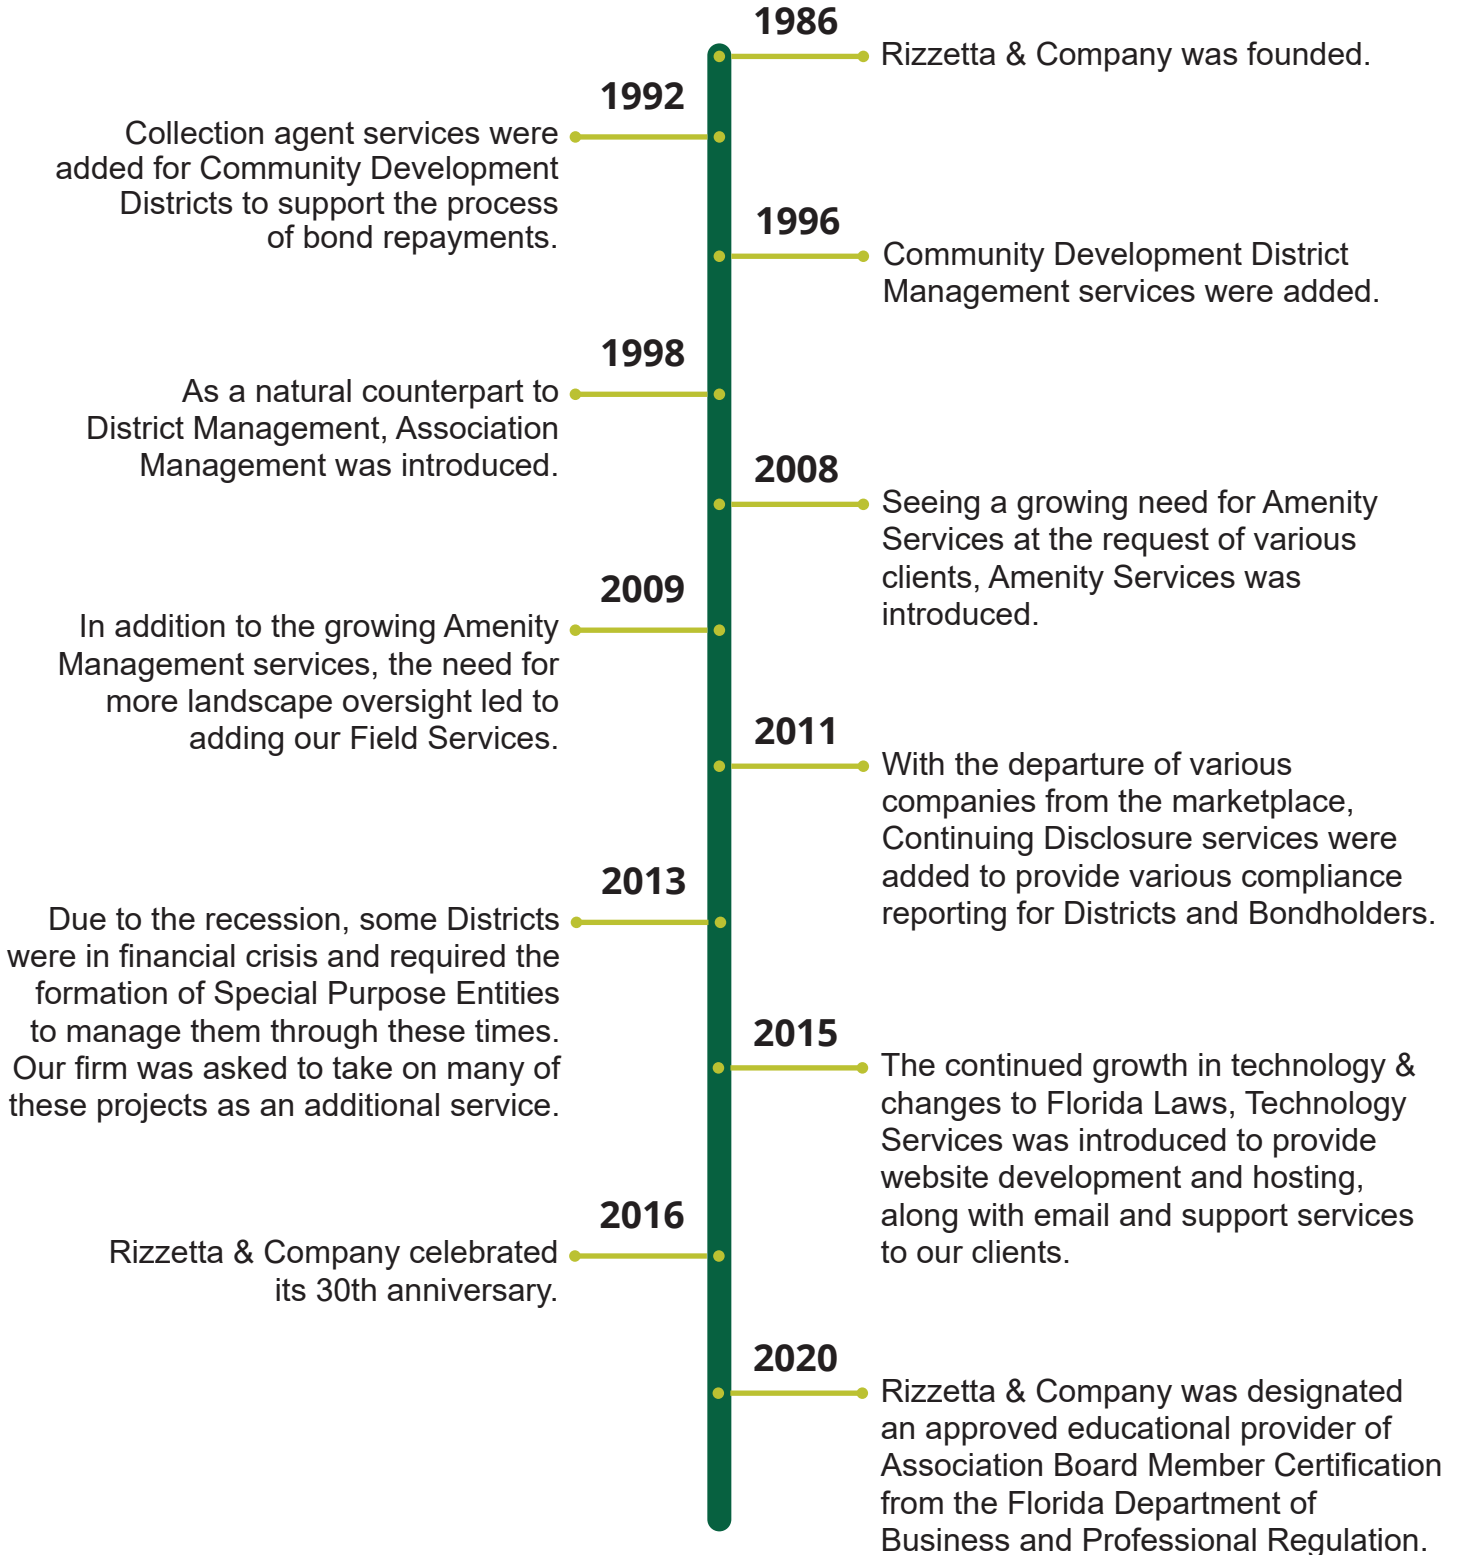 1986
Rizzetta & Company was founded.
1992
Collection agent services were
added for Community Development
Districts to support the process
of bond repayments.
1996
Community Development District
Management services were added.
1998
As a natural counterpart to
District Management, Association
Management was introduced.
2008
Seeing a growing need for Amenity
Services at the request of various
clients, Amenity Services was
introduced.
2009
In addition to the growing Amenity
Management services, the need for
more landscape oversight led to
adding our Field Services.
2011
With the departure of various
companies from the marketplace,
Continuing Disclosure services were
added to provide various compliance
reporting for Districts and Bondholders.
2013
Due to the recession, some Districts
were in financial crisis and required the
formation of Special Purpose Entities
to manage them through these times.
Our firm was asked to take on many of
these projects as an additional service.
2015
The continued growth in technology &
changes to Florida Laws, Technology
Services was introduced to provide
website development and hosting,
along with email and support services
to our clients.
2016
Rizzetta & Company celebrated
its 30th anniversary.
2020
Rizzetta & Company was designated
an approved educational provider of
Association Board Member Certification
from the Florida Department of
Business and Professional Regulation.